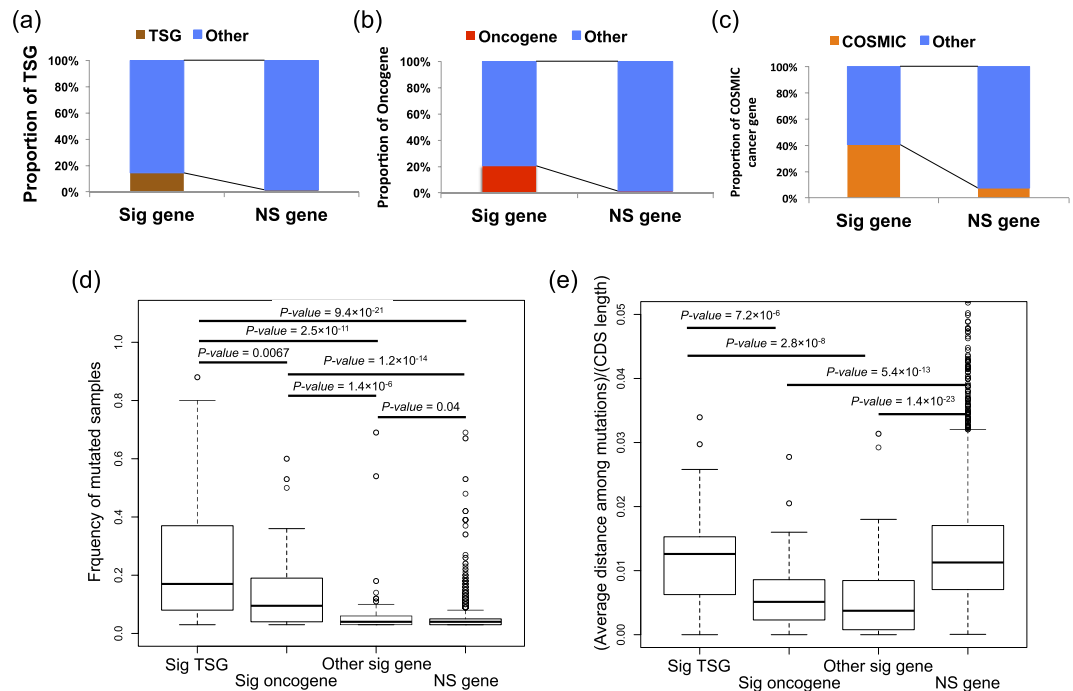 (a)
TSG Other
Proportion of TSG
100%
80%
60%
40%
20%
0%
Sig gene NS gene
(b)
Oncogene Other
Proportion of Oncogene
100%
80%
60%
40%
20%
0%
Sig gene NS gene
(c)
COSMIC Other
Proportion of COSMIC
cancer gene
100%
80%
60%
40%
20%
0%
Sig gene NS gene
(d)
Frquency of mutated samples
1.0
0.8
0.6
0.4
0.2
0.0
P-value = 9.4×10-21
P-value = 2.5×10-11
P-value = 0.0067
P-value = 1.2×10-14
P-value = 1.4×10-6
P-value = 0.04
Sig TSG Other sig gene
Sig oncogene NS gene
(e)
(Average distance among mutations)/(CDS length)
0.05
0.04
0.03
0.02
0.01
0.00
P-value = 7.2×10-6
P-value = 2.8×10-8
P-value = 5.4×10-13
P-value = 1.4×10-23
Sig TSG Other sig gene
Sig oncogene NS gene